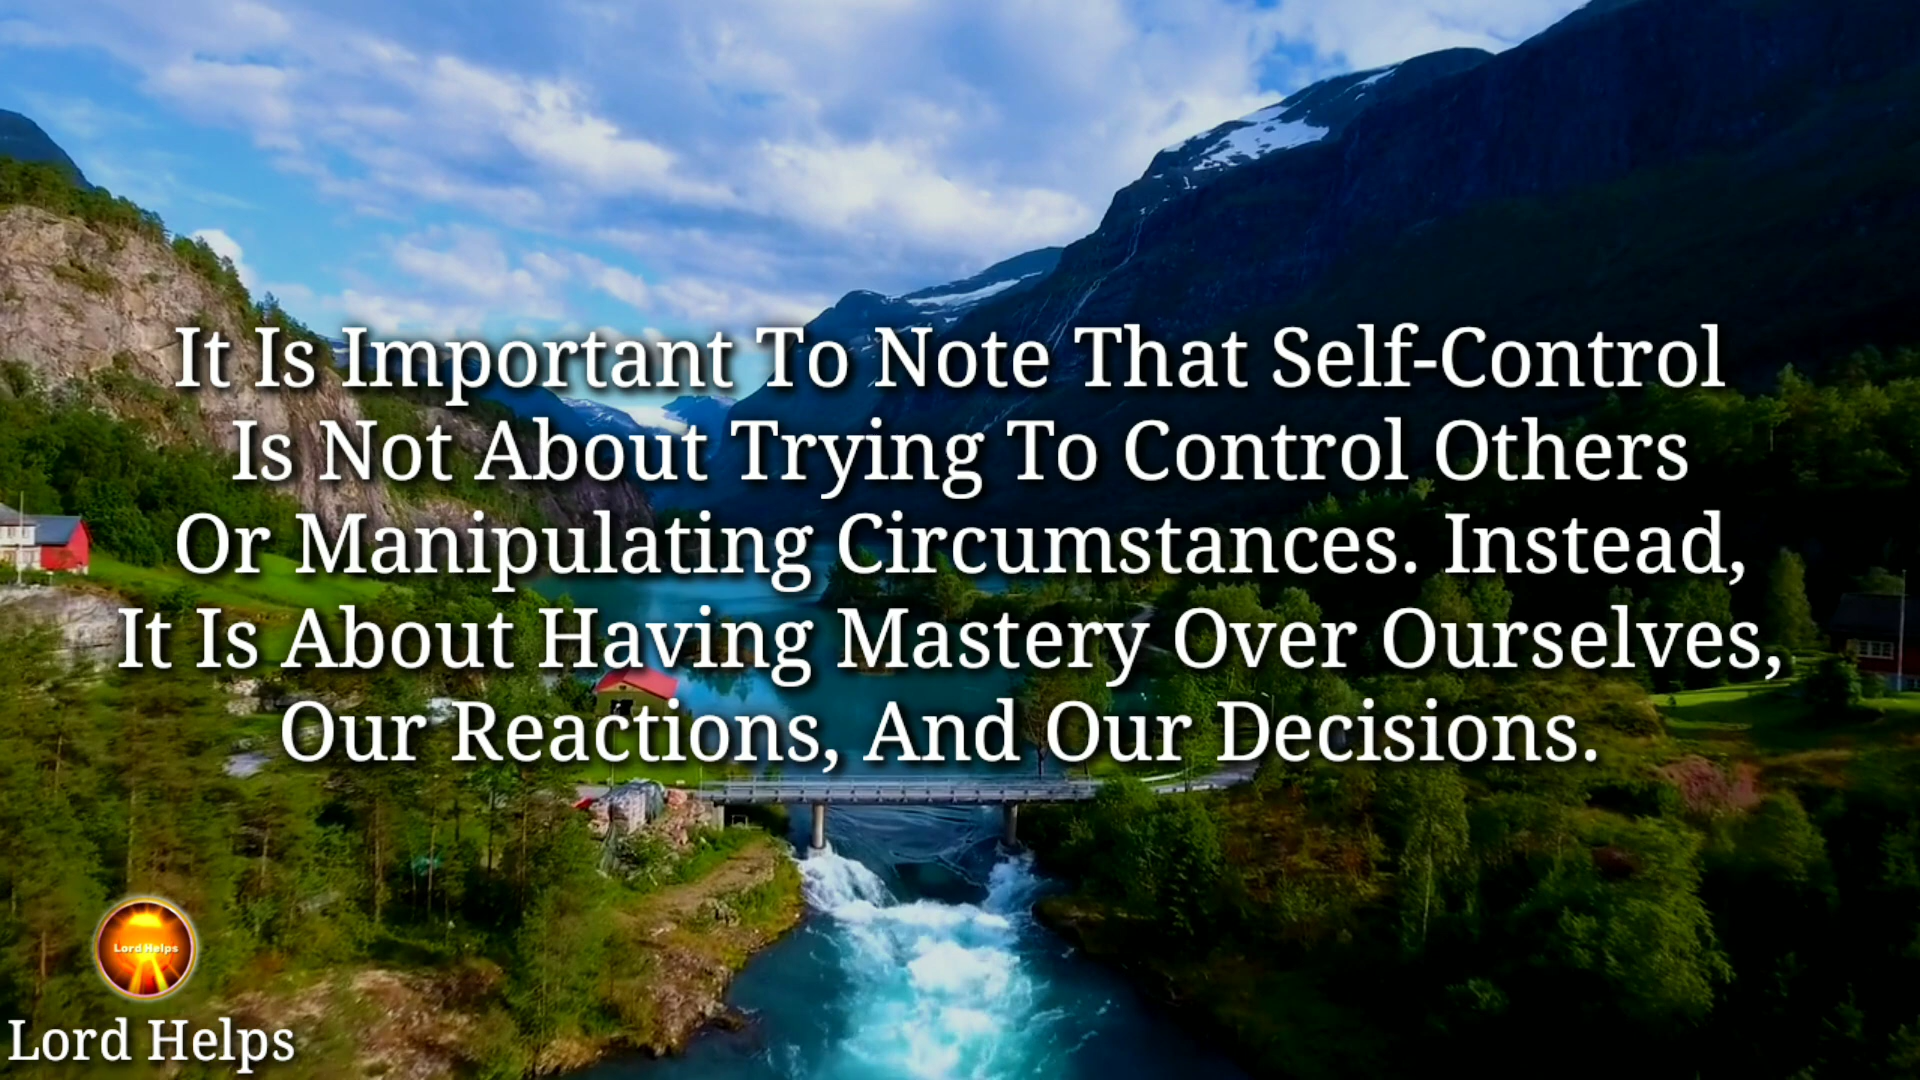 It Is Important To Note That Self-Control
Is Not About Trying To Control Others
Or Manipulating Circumstances. Instead,
It Is About Having Mastery Over Ourselves,
Our Reactions, And Our Decisions.
Lord Helps
Lord Helps